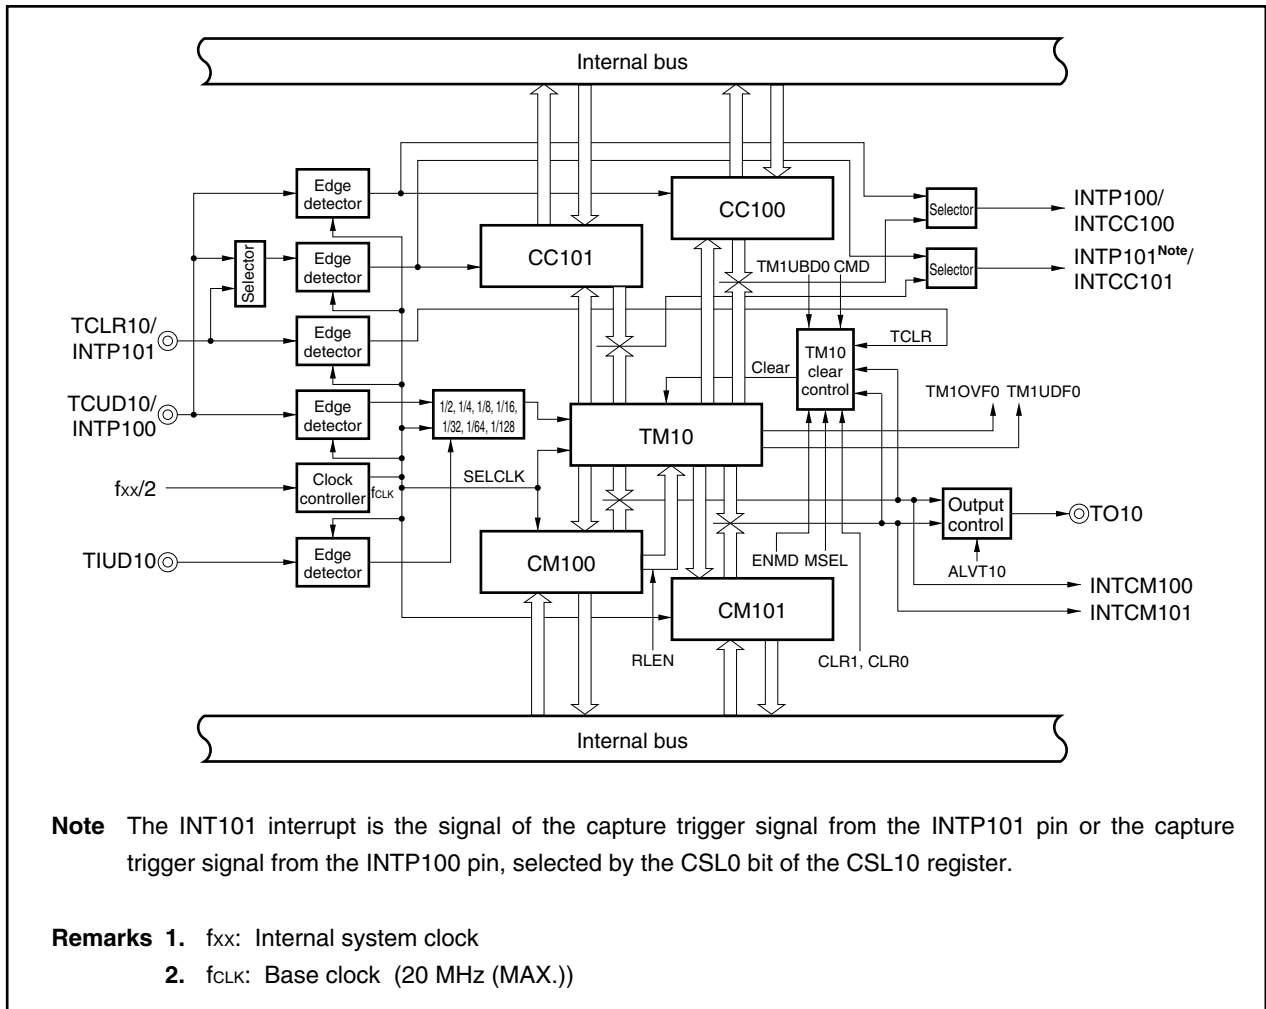 Internal bus
Edge
detector
CC100
Selector
INTP100/
INTCC100
CC101
Selector
Edge
detector
TM1UBD0 CMD
Selector
INTP101Note/
INTCC101
TCLR10/
INTP101
Edge
detector
TCLR
TM10
clear
control
Clear
TCUD10/
INTP100
Edge
detector
1/2, 1/4, 1/8, 1/16,
1/32, 1/64, 1/128
TM10
TM1OVF0 TM1UDF0
fxx/2
Clock
controller
fCLK
SELCLK
Output
control
TO10
TIUD10
Edge
detector
CM100
ENMD MSEL
ALVT10
INTCM100
CM101
INTCM101
RLEN
CLR1, CLR0
Internal bus
Note The INT101 interrupt is the signal of the capture trigger signal from the INTP101 pin or the capture
trigger signal from the INTP100 pin, selected by the CSL0 bit of the CSL10 register.
Remarks 1. fxx: Internal system clock
2. fCLK: Base clock (20 MHz (MAX.))